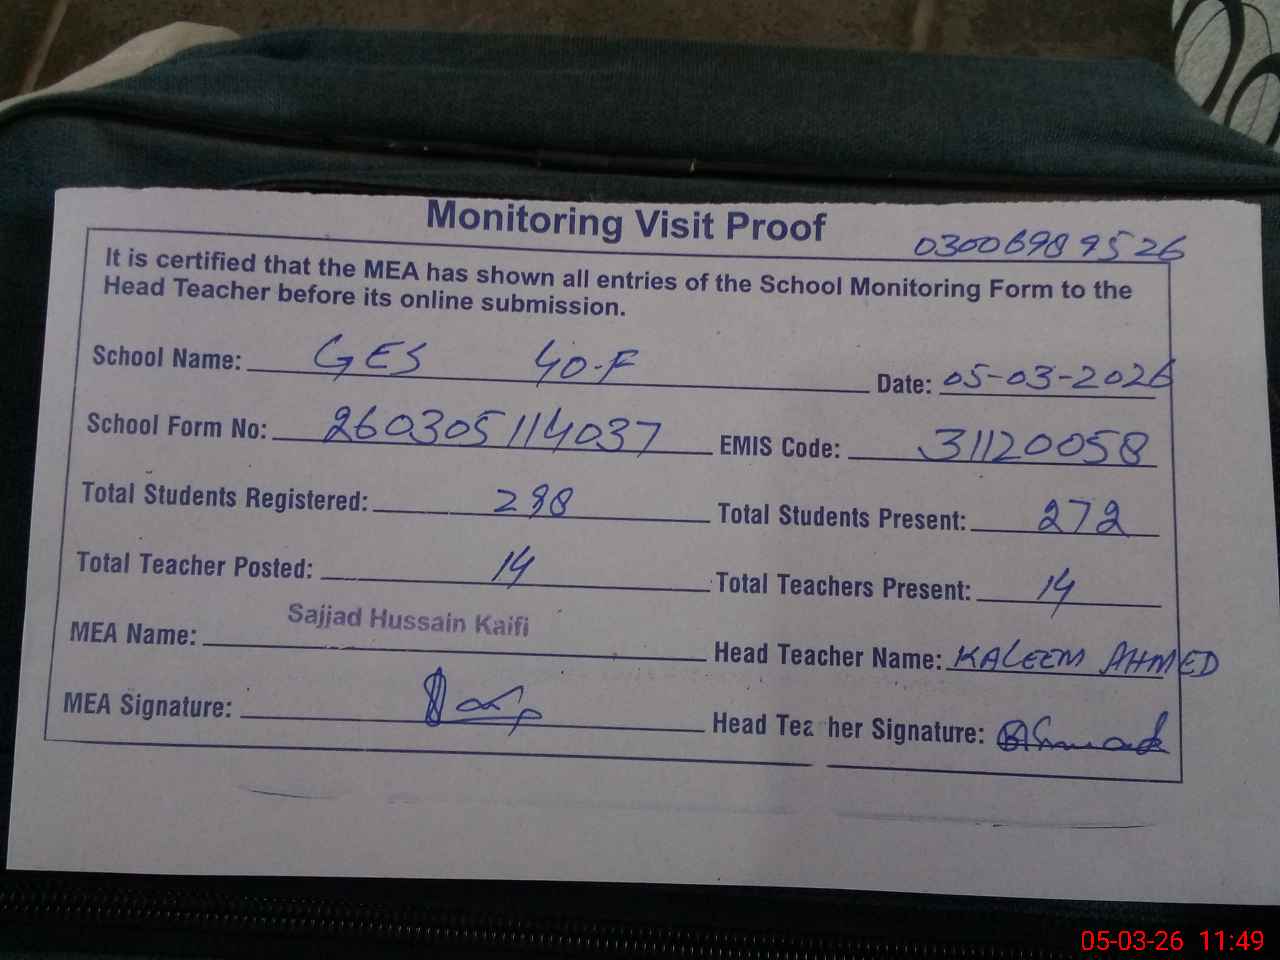 Monitoring Visit Proof
03006989526
It is certified that the MEA has shown all entries of the School Monitoring Form to the
Head Teacher before its online submission.
School Name: GES 40-F Date: 05-03-2026
School Form No: 260305114037 EMIS Code: 31120058
Total Students Registered: 298 Total Students Present: 272
Total Teacher Posted: 14 Total Teachers Present: 14
MEA Name: Sajjad Hussain Kaifi Head Teacher Name: KALEEM AHMED
MEA Signature: Head Teacher Signature:
05-03-26 11:49